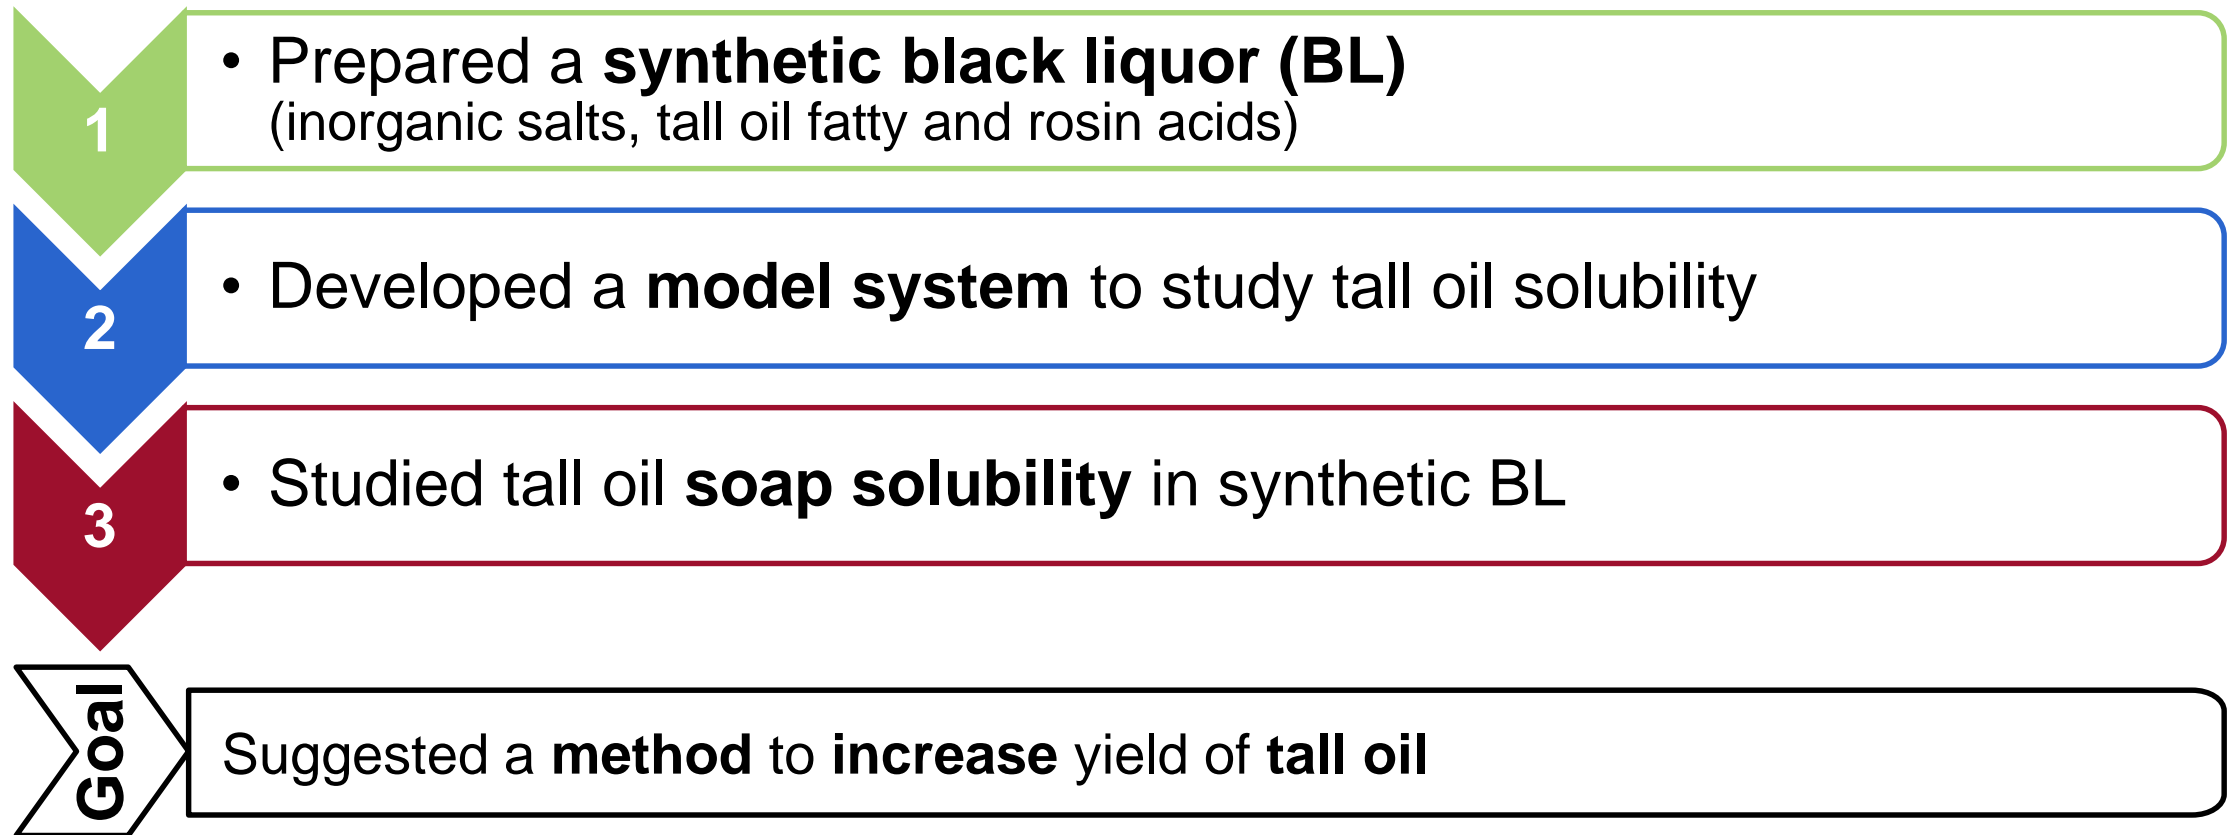 1
• Prepared a synthetic black liquor (BL)
(inorganic salts, tall oil fatty and rosin acids)
2
• Developed a model system to study tall oil solubility
3
• Studied tall oil soap solubility in synthetic BL
Goal
Suggested a method to increase yield of tall oil